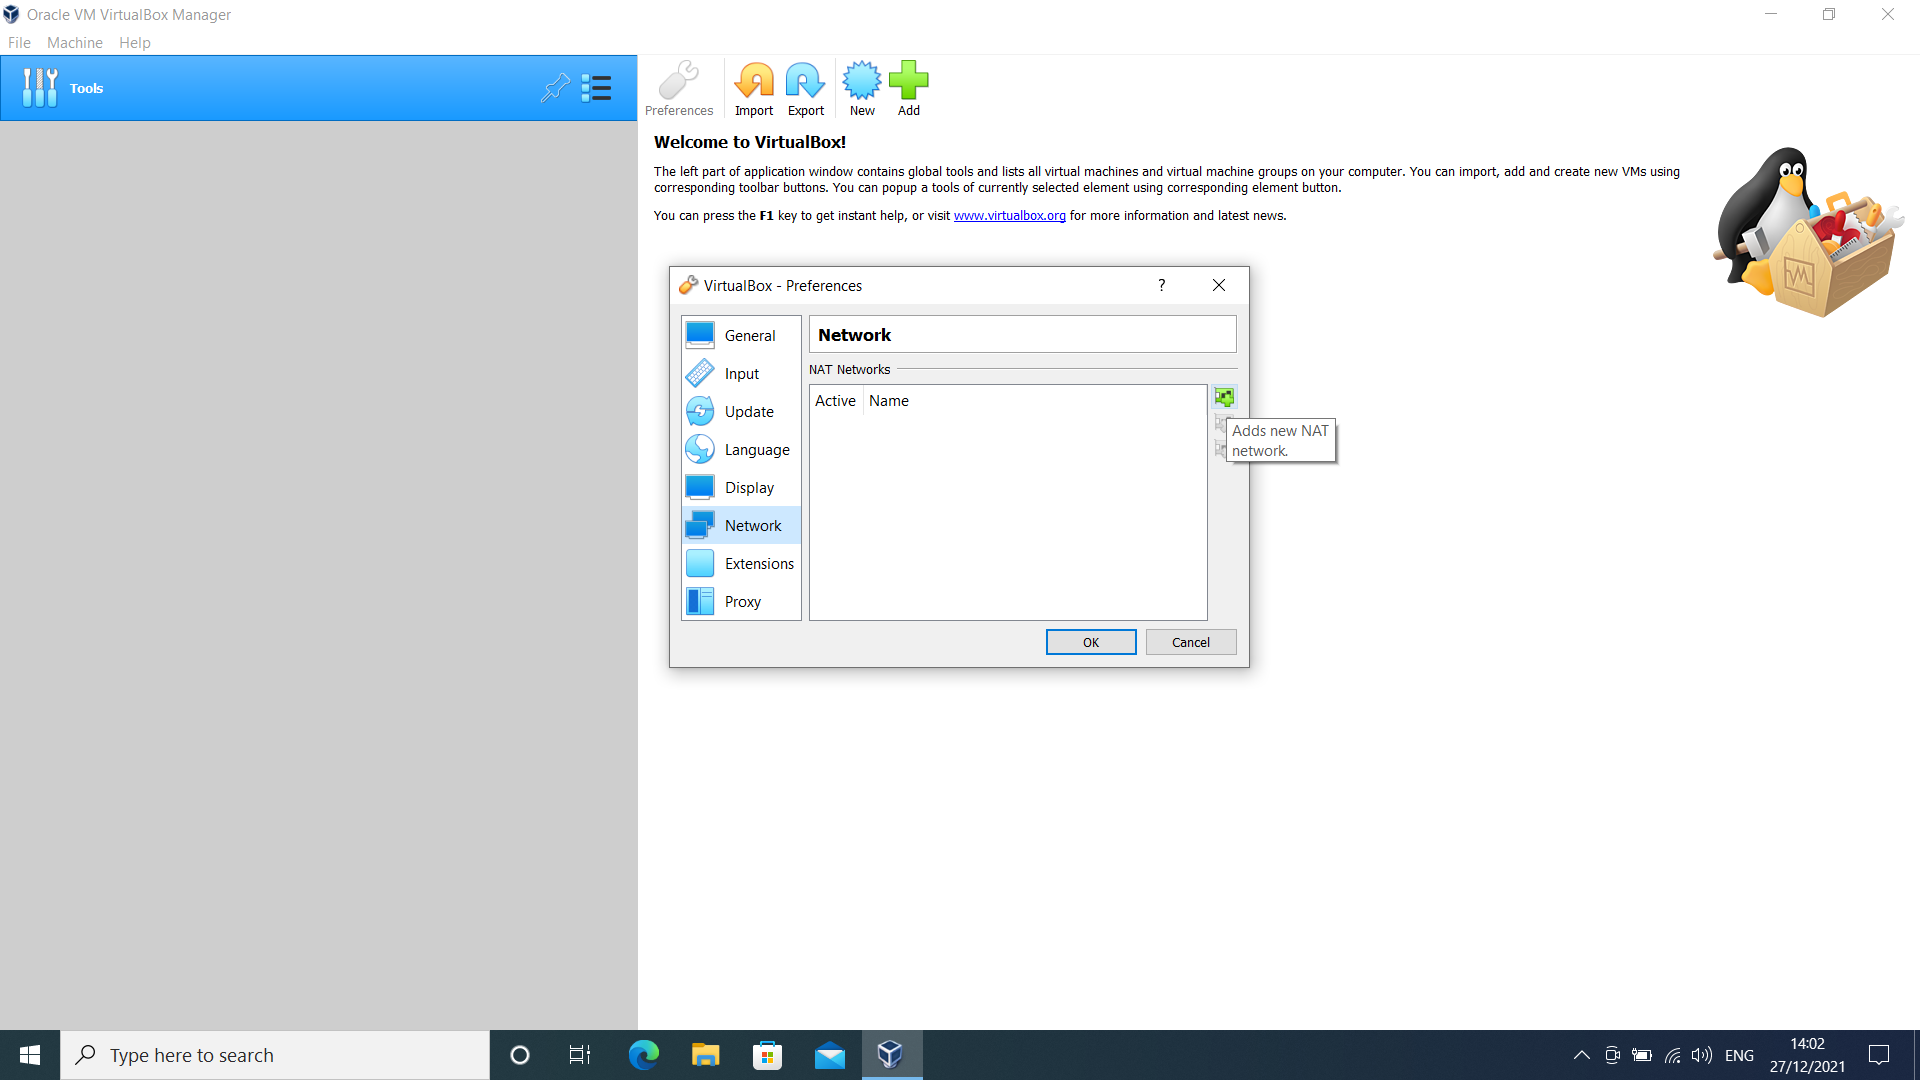 Oracle VM VirtualBox Manager
File Machine Help
Tools
Preferences Import Export New Add
Welcome to VirtualBox!
The left part of application window contains global tools and lists all virtual machines and virtual machine groups on your computer. You can import, add and create new VMs using
corresponding toolbar buttons. You can popup a tools of currently selected element using corresponding element button.
You can press the F1 key to get instant help, or visit www.virtualbox.org for more information and latest news.
VirtualBox - Preferences
?
General
Input
Update
Language
Display
Network
Extensions
Proxy
Network
NAT Networks
Active Name
Adds new NAT
network.
OK Cancel
Type here to search
ENG
14:02
27/12/2021